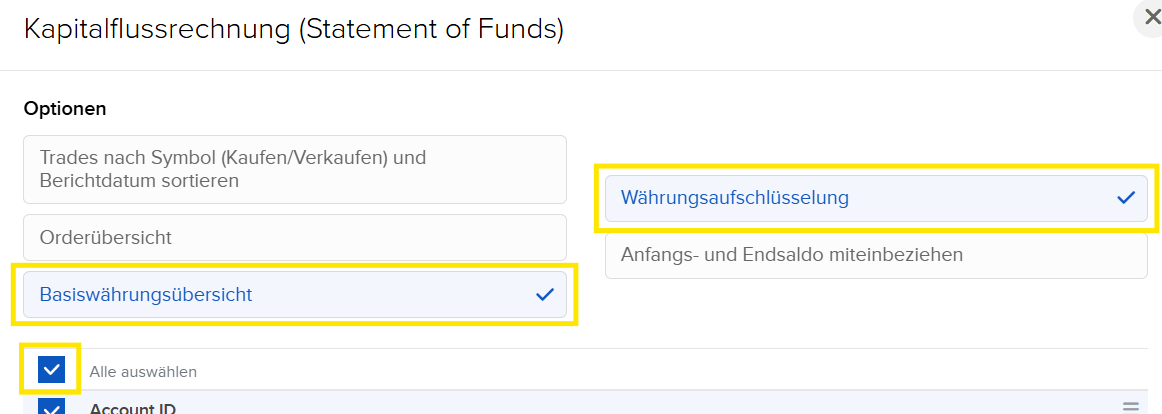 Kapitalflussrechnung (Statement of Funds)
Optionen
Trades nach Symbol (Kaufen/Verkaufen) und
Berichtdatum sortieren
Orderübersicht
Basiswährungsübersicht
Währungsaufschlüsselung
Anfangs- und Endsaldo miteinbeziehen
Alle auswählen
Account ID